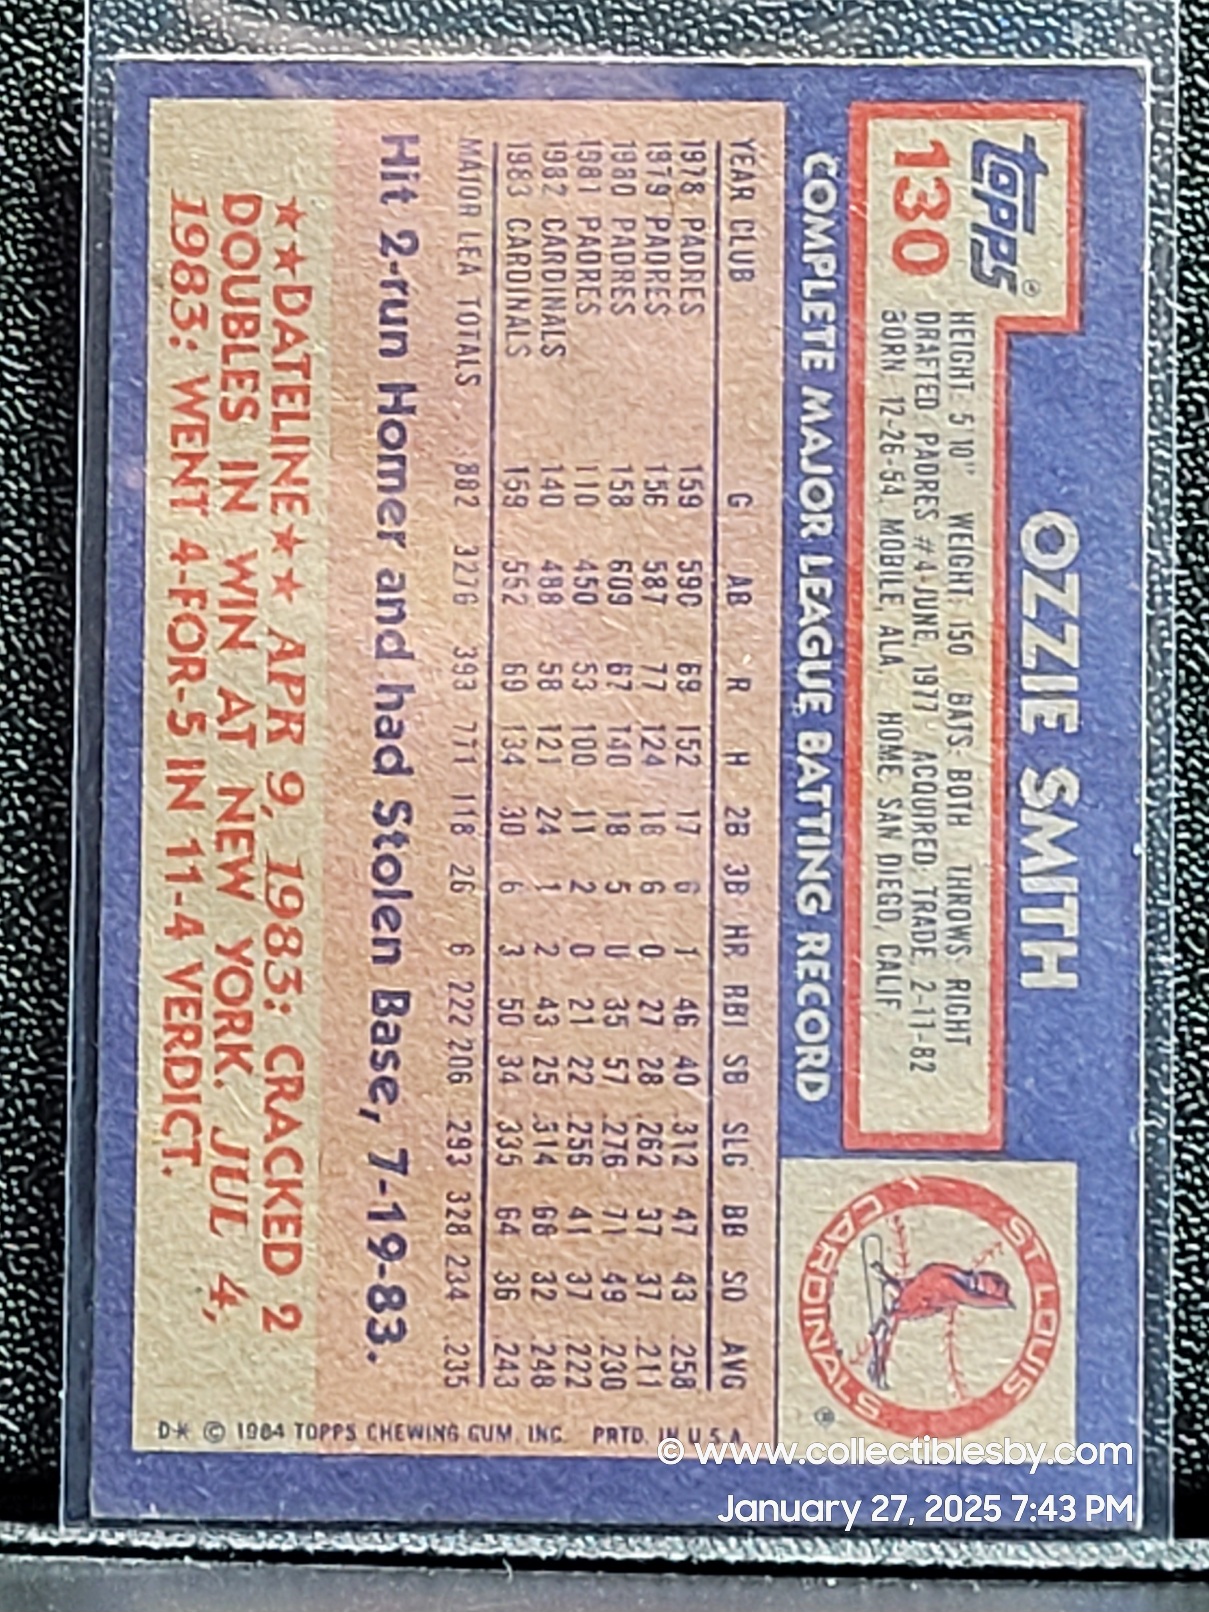 topps®
130
OZZIE SMITH
HEIGHT: 5'10" WEIGHT: 150 BATS: BOTH THROWS: RIGHT
DRAFTED PADRES #4-JUNE, 1977 ACQUIRED: TRADE, 2-11-82
BORN 12-26-54, MOBILE, ALA. HOME: SAN DIEGO, CALIF.
ST. LOUIS CARDINALS ®
COMPLETE MAJOR LEAGUE BATTING RECORD
YEAR CLUB G AB R H 2B 3B HR RBI SB SLG BB SO AVG
1978 PADRES 159 590 69 152 17 6 1 46 40 .312 47 43 .258
1979 PADRES 156 587 77 124 18 6 0 27 28 .262 37 37 .211
1980 PADRES 158 609 67 140 18 5 0 35 57 .276 71 49 .230
1981 PADRES 110 450 53 100 11 2 0 21 22 .256 41 37 .222
1982 CARDINALS 140 488 58 121 24 1 2 43 25 .314 68 32 .248
1983 CARDINALS 159 552 69 134 30 6 3 50 34 .335 64 36 .243
MAJOR LEA TOTALS 882 3276 393 771 118 26 6 222 206 .293 328 234 .235
Hit 2-run Homer and had Stolen Base, 7-19-83.
★★DATELINE★★ APR 9, 1983: CRACKED 2
DOUBLES IN WIN AT NEW YORK. JUL 4,
1983: WENT 4-FOR-5 IN 11-4 VERDICT.
D* © 1984 TOPPS CHEWING GUM, INC. PRTD. IN U.S.A.
© www.collectiblesby.com
January 27, 2025 7:43 PM